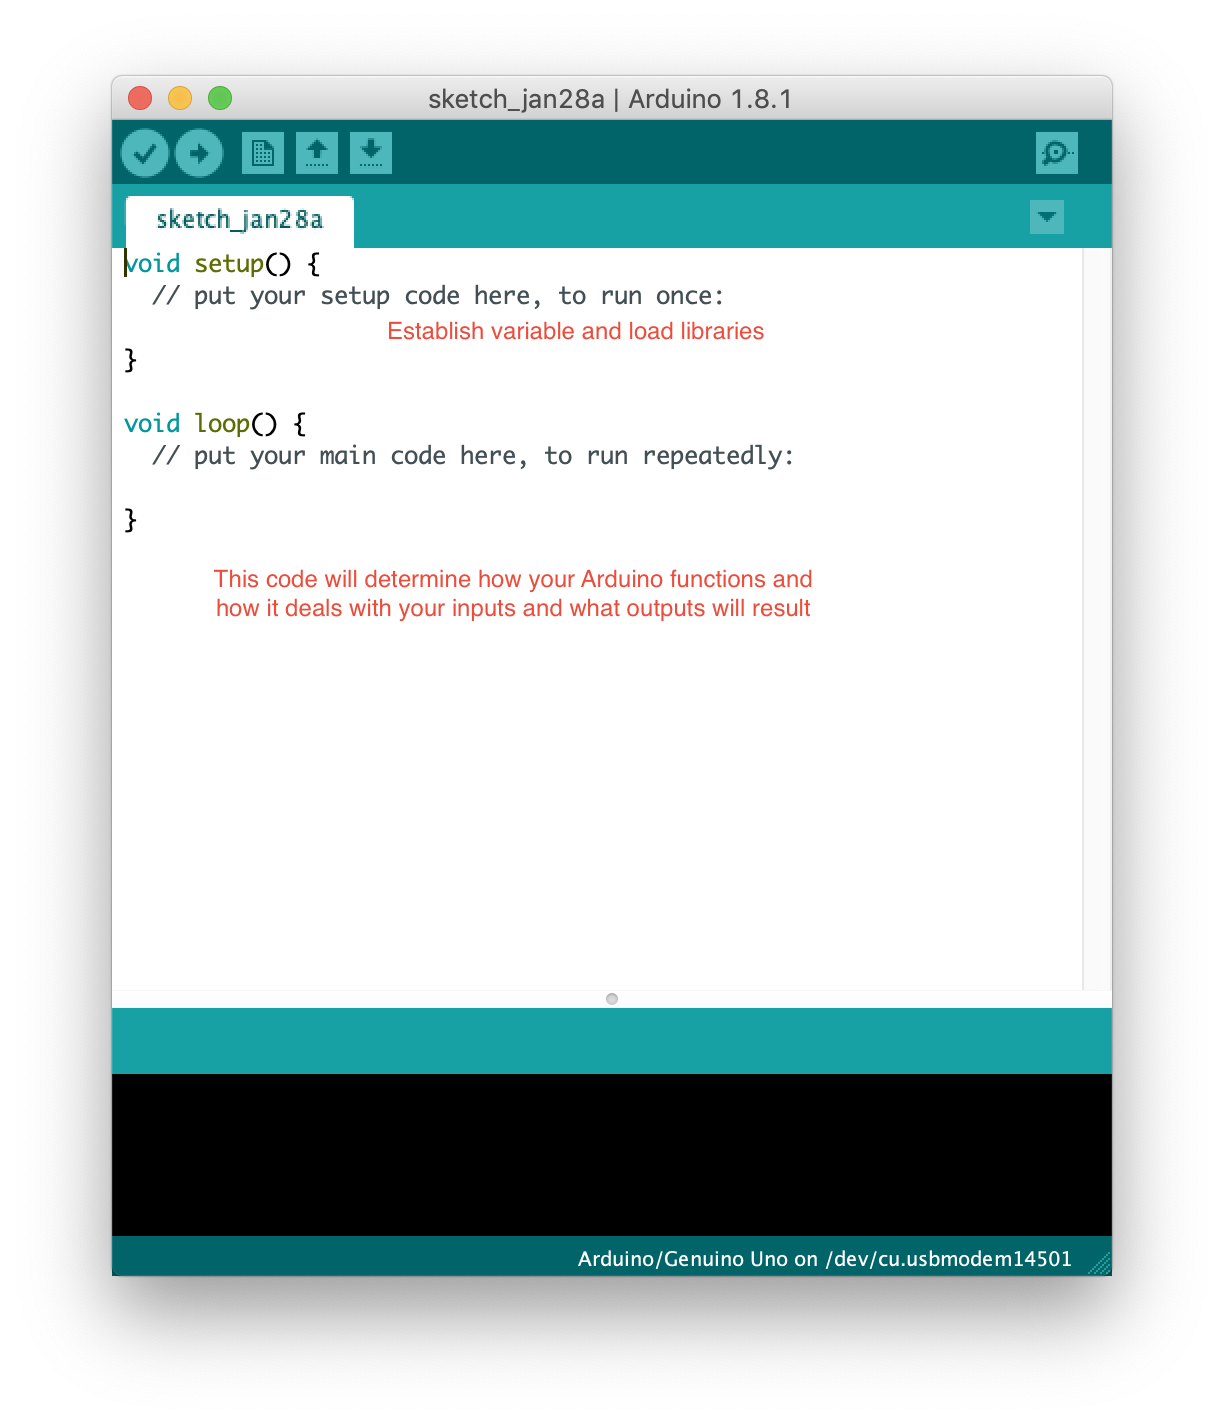 sketch_jan28a | Arduino 1.8.1
sketch_jan28a
void setup() {
  // put your setup code here, to run once:
Establish variable and load libraries
}
void loop() {
  // put your main code here, to run repeatedly:
}
This code will determine how your Arduino functions and
how it deals with your inputs and what outputs will result
Arduino/Genuino Uno on /dev/cu.usbmodem14501